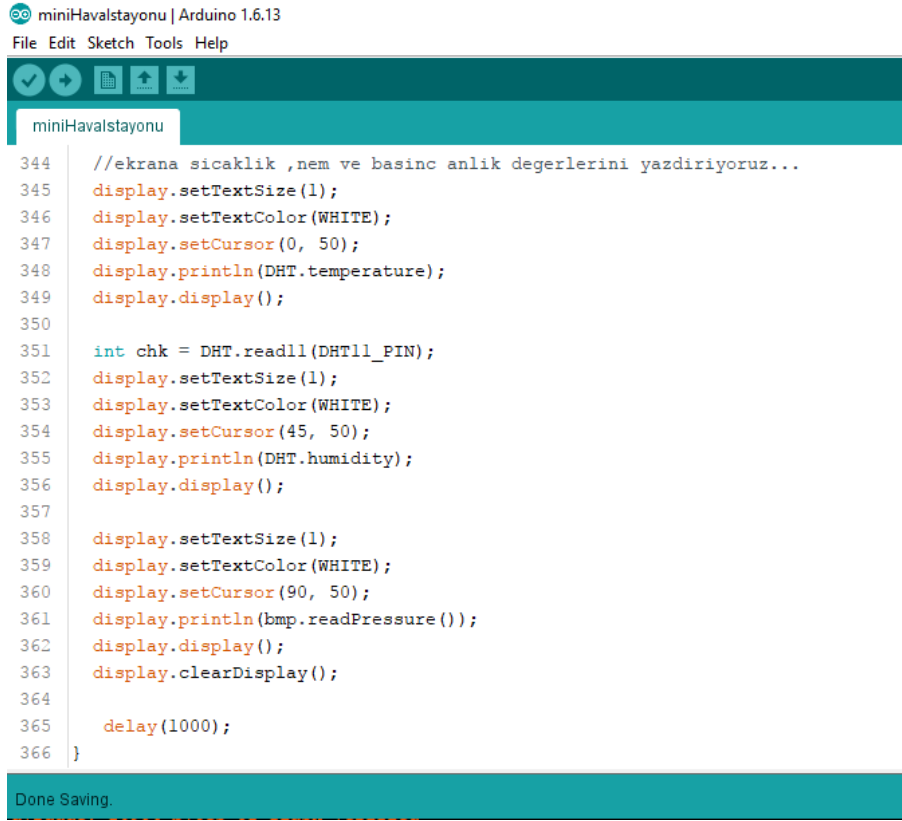 miniHavaIstayonu | Arduino 1.6.13
File Edit Sketch Tools Help
miniHavaIstayonu
344 //ekrana sicaklik ,nem ve basinc anlik degerlerini yazdiriyoruz...
345 display.setTextSize(1);
346 display.setTextColor(WHITE);
347 display.setCursor(0, 50);
348 display.println(DHT.temperature);
349 display.display();
350
351 int chk = DHT.read11(DHT11_PIN);
352 display.setTextSize(1);
353 display.setTextColor(WHITE);
354 display.setCursor(45, 50);
355 display.println(DHT.humidity);
356 display.display();
357
358 display.setTextSize(1);
359 display.setTextColor(WHITE);
360 display.setCursor(90, 50);
361 display.println(bmp.readPressure());
362 display.display();
363 display.clearDisplay();
364
365 delay(1000);
366 }
Done Saving.